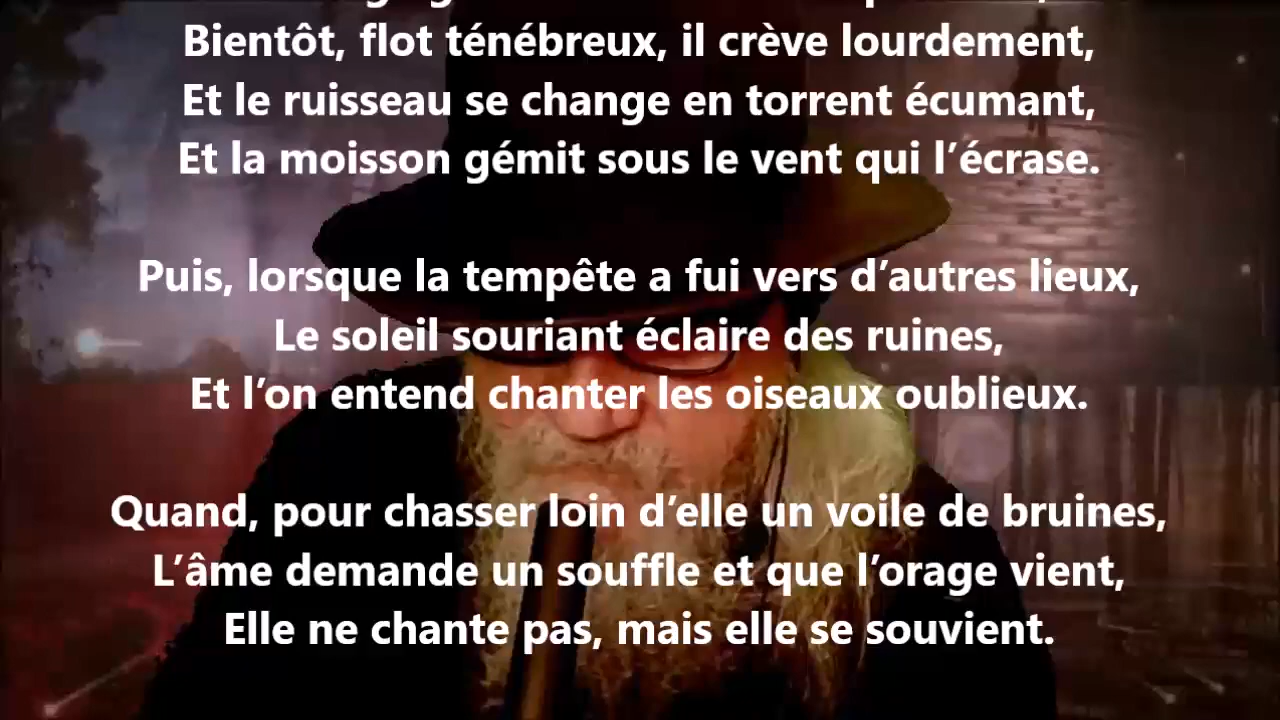 Bientôt, flot ténébreux, il crève lourdement,
Et le ruisseau se change en torrent écumant,
Et la moisson gémit sous le vent qui l’écrase.
Puis, lorsque la tempête a fui vers d’autres lieux,
Le soleil souriant éclaire des ruines,
Et l’on entend chanter les oiseaux oublieux.
Quand, pour chasser loin d’elle un voile de bruines,
L’âme demande un souffle et que l’orage vient,
Elle ne chante pas, mais elle se souvient.